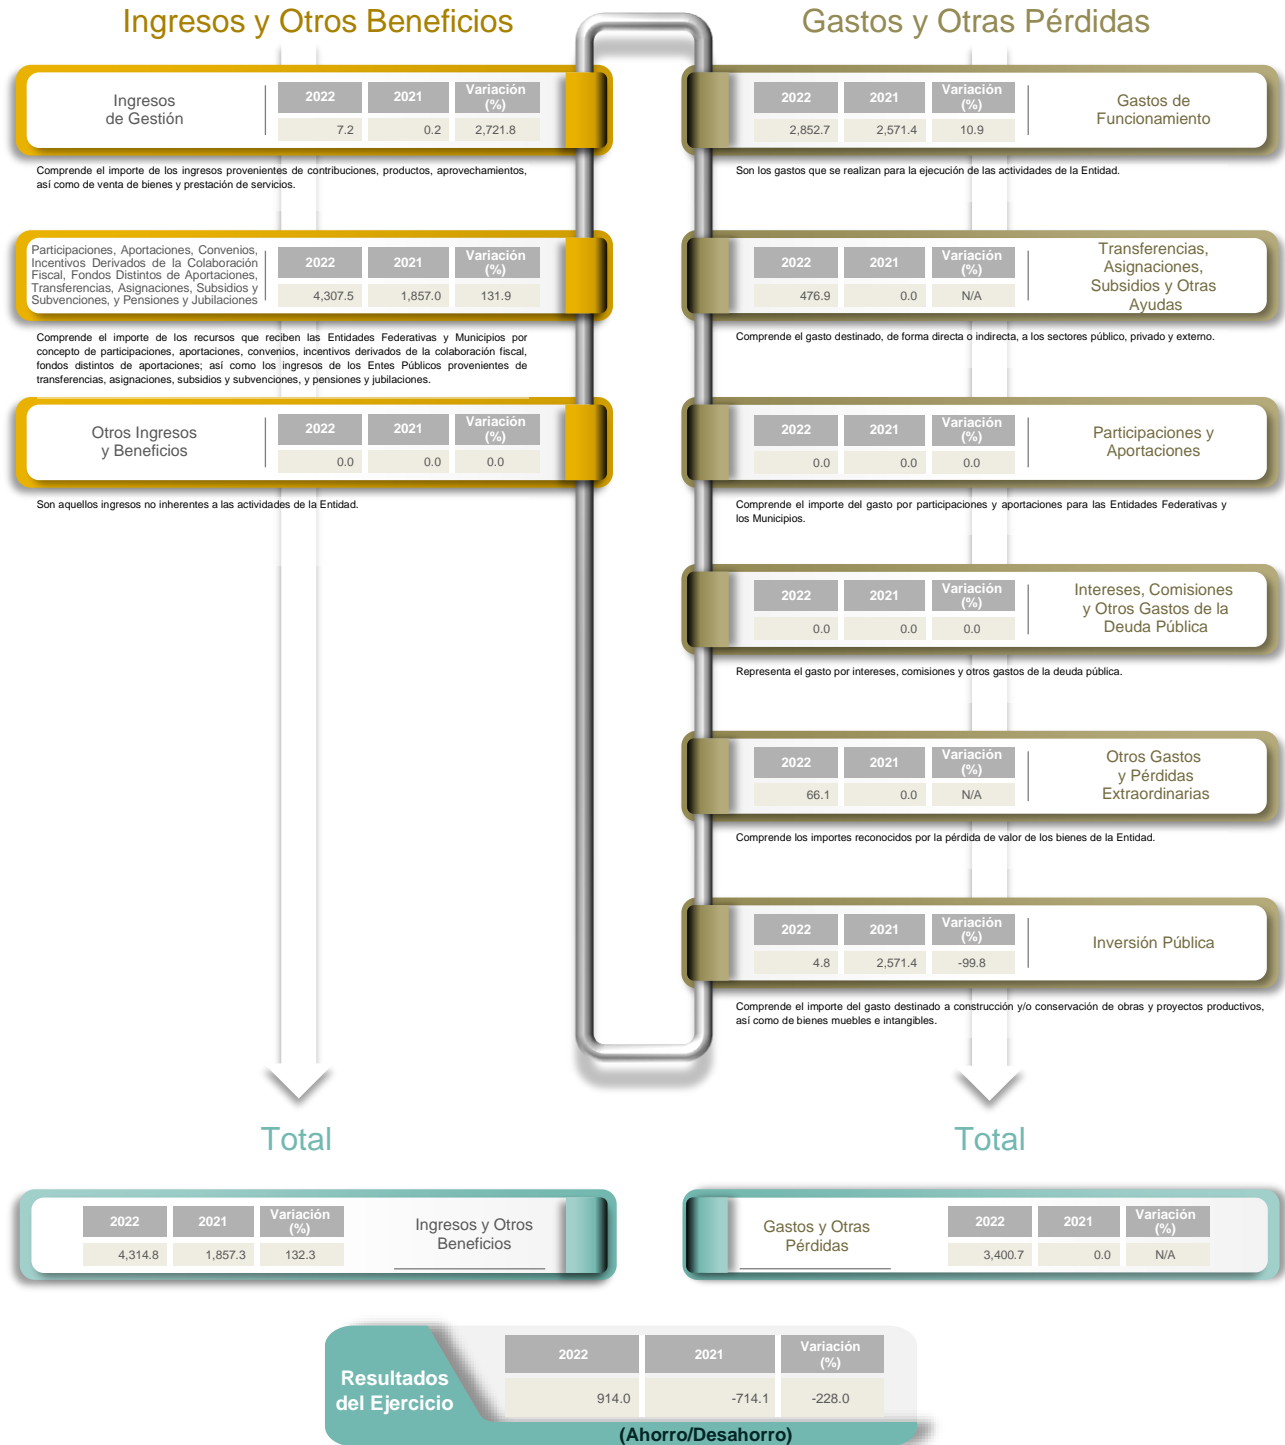 Ingresos y Otros Beneficios
Ingresos
de Gestión
2022 2021 Variación
(%)
7.2 0.2 2,721.8
Comprende el importe de los ingresos provenientes de contribuciones, productos, aprovechamientos,
así como de venta de bienes y prestación de servicios.
Participaciones, Aportaciones, Convenios,
Incentivos Derivados de la Colaboración
Fiscal, Fondos Distintos de Aportaciones,
Transferencias, Asignaciones, Subsidios y
Subvenciones, y Pensiones y Jubilaciones
2022 2021 Variación
(%)
4,307.5 1,857.0 131.9
Comprende el importe de los recursos que reciben las Entidades Federativas y Municipios por
concepto de participaciones, aportaciones, convenios, incentivos derivados de la colaboración fiscal,
fondos distintos de aportaciones; así como los ingresos de los Entes Públicos provenientes de
transferencias, asignaciones, subsidios y subvenciones, y pensiones y jubilaciones.
Otros Ingresos
y Beneficios
2022 2021 Variación
(%)
0.0 0.0 0.0
Son aquellos ingresos no inherentes a las actividades de la Entidad.
Gastos y Otras Pérdidas
2022 2021 Variación
(%)
2,852.7 2,571.4 10.9
Gastos de
Funcionamiento
Son los gastos que se realizan para la ejecución de las actividades de la Entidad.
2022 2021 Variación
(%)
476.9 0.0 N/A
Transferencias,
Asignaciones,
Subsidios y Otras
Ayudas
Comprende el gasto destinado, de forma directa o indirecta, a los sectores público, privado y externo.
2022 2021 Variación
(%)
0.0 0.0 0.0
Participaciones y
Aportaciones
Comprende el importe del gasto por participaciones y aportaciones para las Entidades Federativas y
los Municipios.
2022 2021 Variación
(%)
0.0 0.0 0.0
Intereses, Comisiones
y Otros Gastos de la
Deuda Pública
Representa el gasto por intereses, comisiones y otros gastos de la deuda pública.
2022 2021 Variación
(%)
66.1 0.0 N/A
Otros Gastos
y Pérdidas
Extraordinarias
Comprende los importes reconocidos por la pérdida de valor de los bienes de la Entidad.
2022 2021 Variación
(%)
4.8 2,571.4 -99.8
Inversión Pública
Comprende el importe del gasto destinado a construcción y/o conservación de obras y proyectos productivos,
así como de bienes muebles e intangibles.
Total
2022 2021 Variación
(%)
4,314.8 1,857.3 132.3
Ingresos y Otros
Beneficios
Total
Gastos y Otras
Pérdidas
2022 2021 Variación
(%)
3,400.7 0.0 N/A
Resultados
del Ejercicio
2022 2021 Variación
(%)
914.0 -714.1 -228.0
(Ahorro/Desahorro)